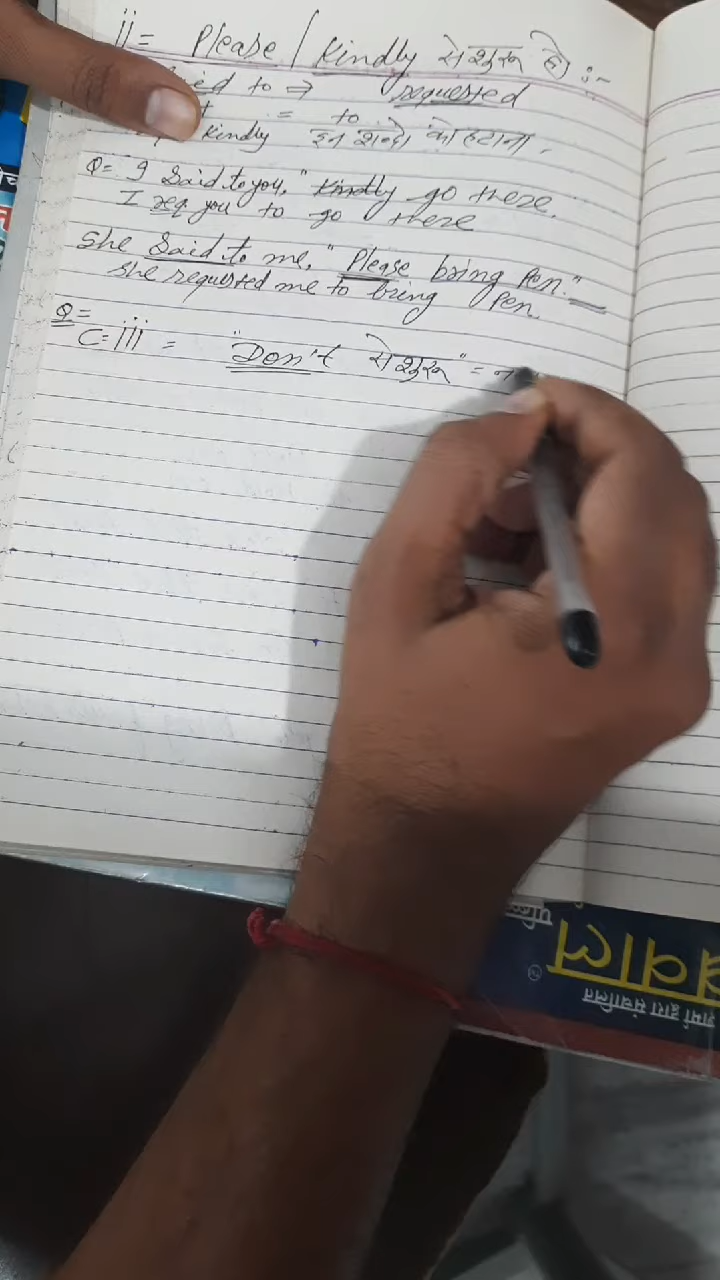 ii = Please / Kindly से शुरू हो :-
to ⇒ requested
= to
kindly इन शब्दो को हटाना .
Q= I Said to you, " Kindly go there.
I req you to go there
She Said to me, " Please bring pen."
She requested me to bring pen
Q=
C=iii = "Don't से शुरू" =
शर्मा द्वारा संचालित